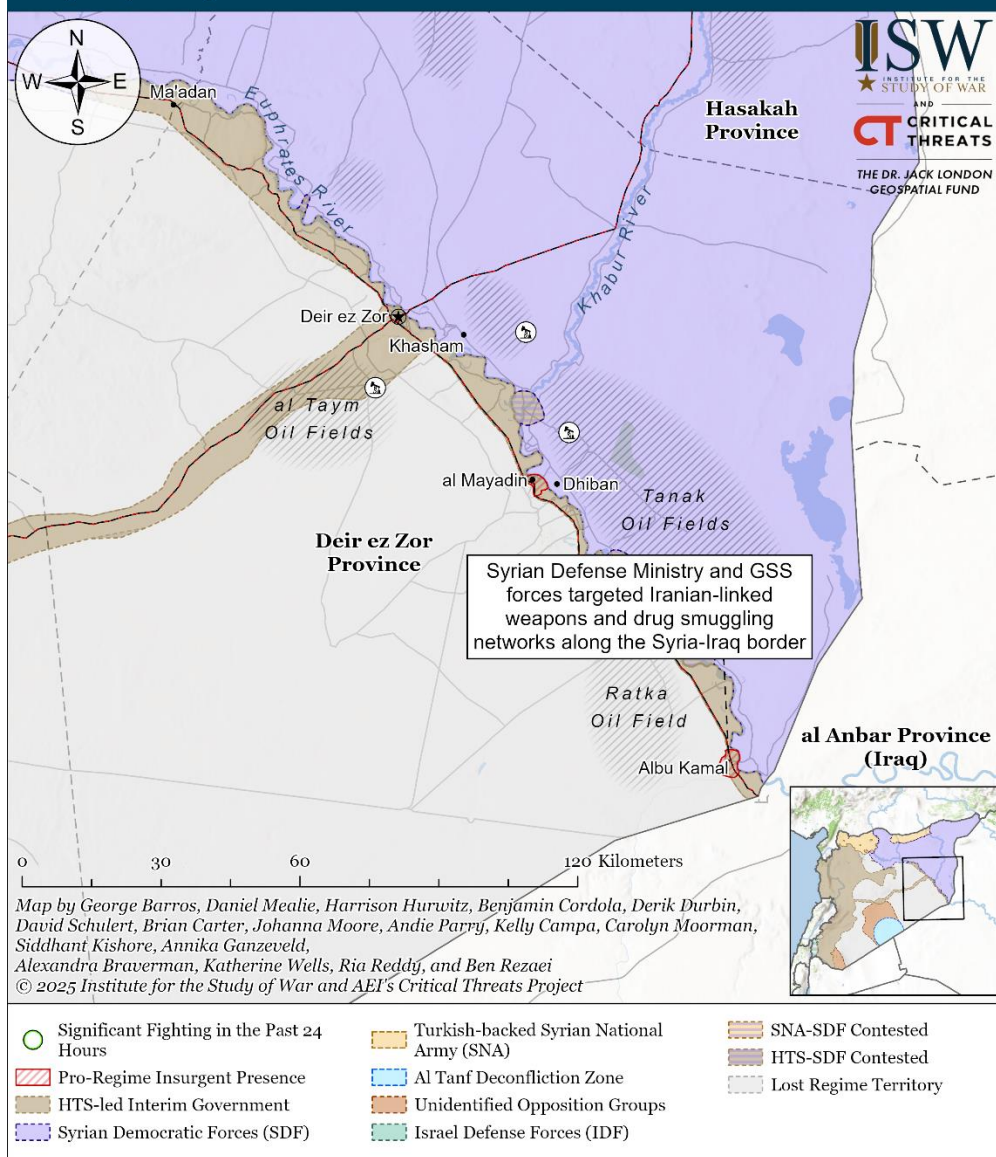 N
W
E
S
ISW
INSTITUTE FOR THE
STUDY OF WAR
AND
CT CRITICAL
THREATS
THE DR. JACK LONDON
GEOSPATIAL FUND
Ma'adan
Euphrates River
Hasakah
Province
Khabur River
Deir ez Zor
Khasham
al Taym
Oil Fields
al Mayadin
Dhiban
Tanak
Oil Fields
Deir ez Zor
Province
Syrian Defense Ministry and GSS
forces targeted Iranian-linked
weapons and drug smuggling
networks along the Syria-Iraq border
Ratka
Oil Field
al Anbar Province
(Iraq)
Albu Kamal
0 30 60 120 Kilometers
Map by George Barros, Daniel Mealie, Harrison Hurwitz, Benjamin Cordola, Derik Durbin,
David Schulert, Brian Carter, Johanna Moore, Andie Parry, Kelly Campa, Carolyn Moorman,
Siddhant Kishore, Annika Ganzeveld,
Alexandra Braverman, Katherine Wells, Ria Reddy, and Ben Rezaei
© 2025 Institute for the Study of War and AEI's Critical Threats Project
Significant Fighting in the Past 24
Hours
Pro-Regime Insurgent Presence
HTS-led Interim Government
Syrian Democratic Forces (SDF)
Turkish-backed Syrian National
Army (SNA)
Al Tanf Deconfliction Zone
Unidentified Opposition Groups
Israel Defense Forces (IDF)
SNA-SDF Contested
HTS-SDF Contested
Lost Regime Territory